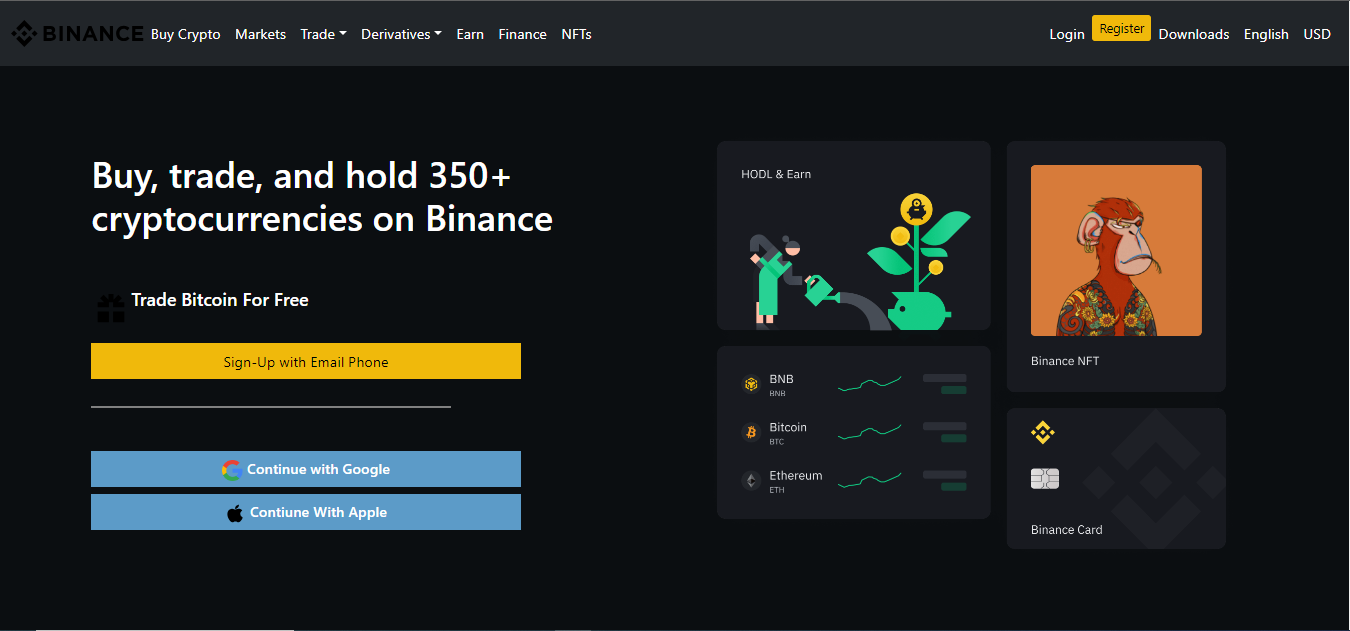 BINANCE Buy Crypto Markets Trade Derivatives Earn Finance NFTs Login Register Downloads English USD
Buy, trade, and hold 350+
cryptocurrencies on Binance
Trade Bitcoin For Free
Sign-Up with Email Phone
Continue with Google
Contiune With Apple
HODL & Earn
BNB
BNB
Bitcoin
BTC
Ethereum
ETH
Binance NFT
Binance Card